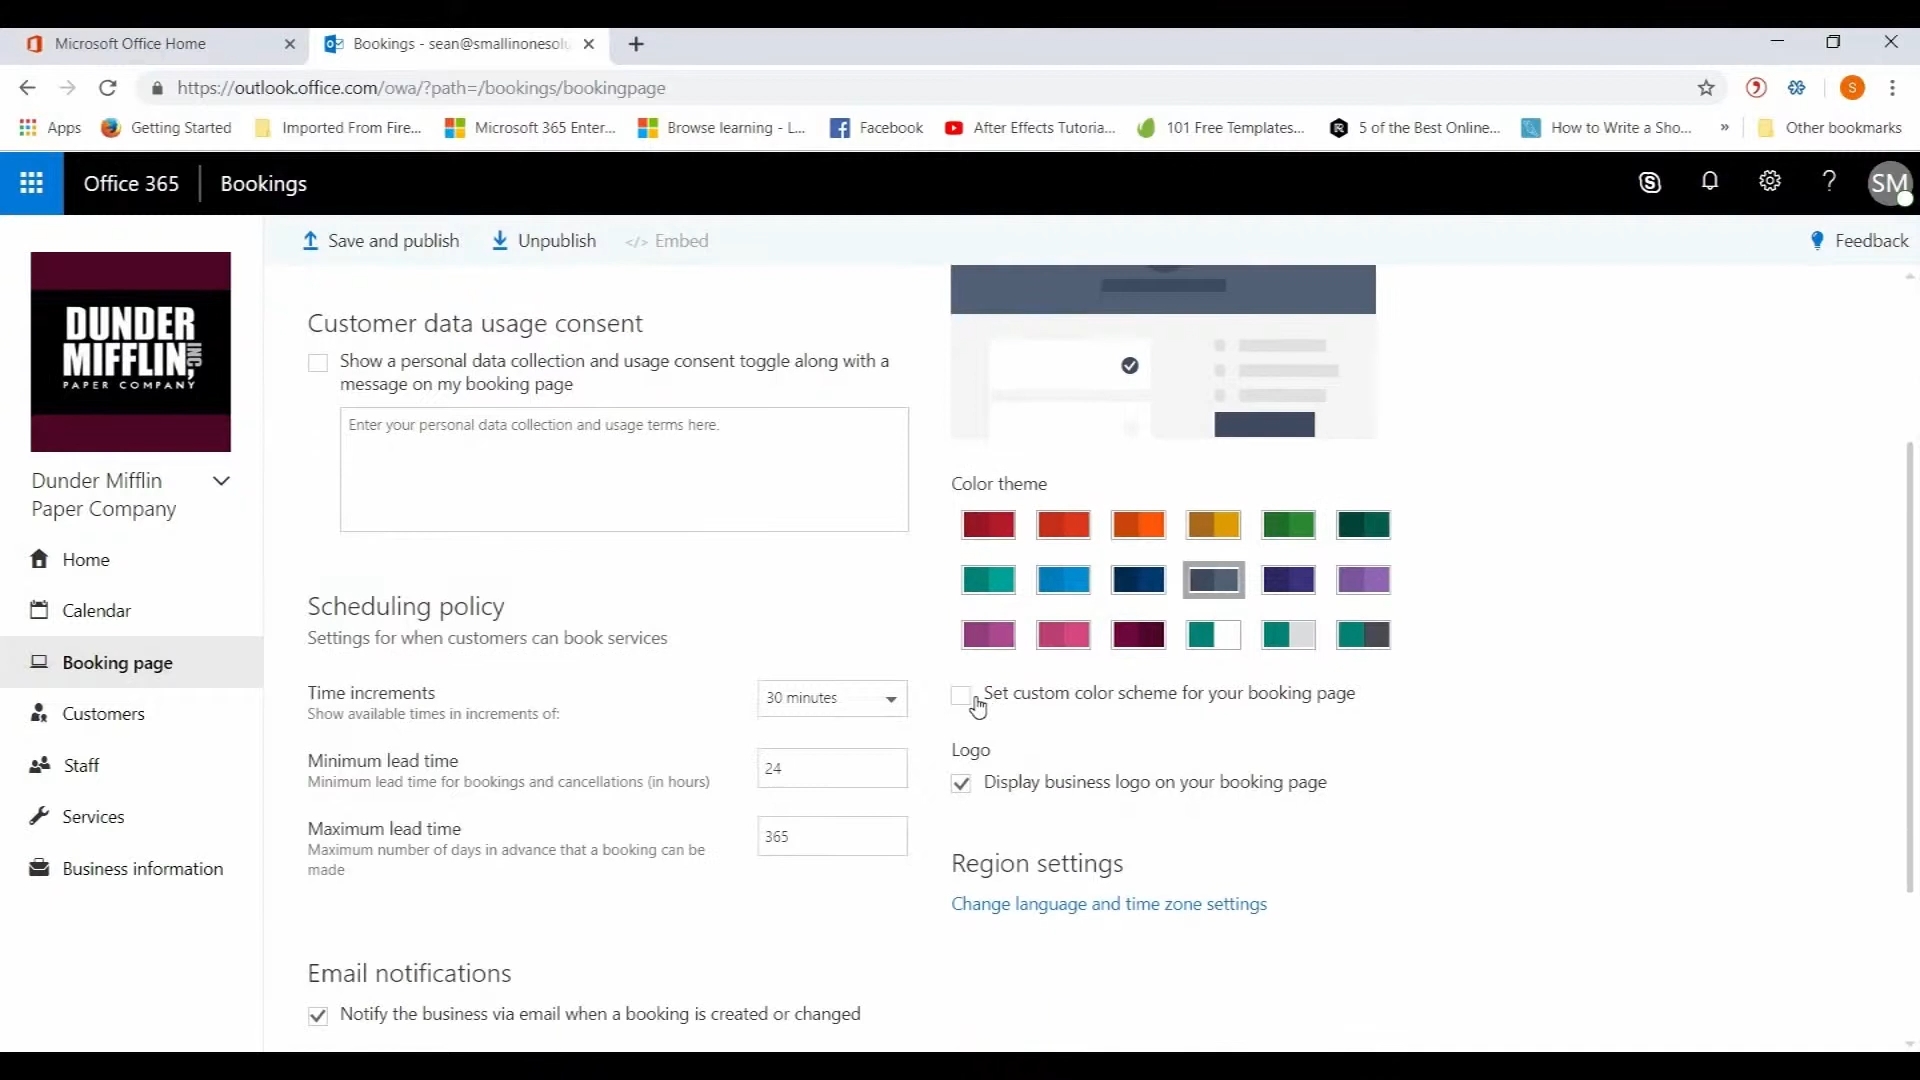 Microsoft Office Home
Bookings - sean@smallinonesolu
https://outlook.office.com/owa/?path=/bookings/bookingpage
S
Apps
Getting Started
Imported From Fire...
Microsoft 365 Enter...
Browse learning - L...
Facebook
After Effects Tutoria...
101 Free Templates...
5 of the Best Online...
How to Write a Sho...
»
Other bookmarks
Office 365
Bookings
SM
Save and publish
Unpublish
</> Embed
Feedback
DUNDER
MIFFLIN, INC
PAPER COMPANY
Dunder Mifflin
Paper Company
Home
Calendar
Booking page
Customers
Staff
Services
Business information
Customer data usage consent
Show a personal data collection and usage consent toggle along with a
message on my booking page
Enter your personal data collection and usage terms here.
Scheduling policy
Settings for when customers can book services
Time increments
Show available times in increments of:
30 minutes
Minimum lead time
Minimum lead time for bookings and cancellations (in hours)
24
Maximum lead time
Maximum number of days in advance that a booking can be
made
365
Email notifications
Notify the business via email when a booking is created or changed
Color theme
Set custom color scheme for your booking page
Logo
Display business logo on your booking page
Region settings
Change language and time zone settings